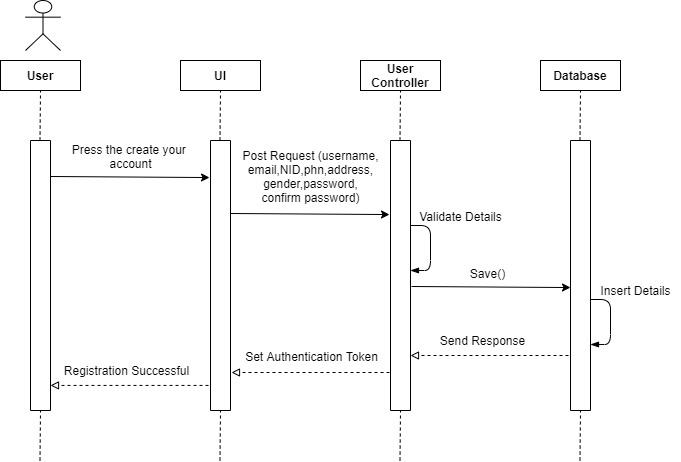 User
UI
User
Controller
Database
Press the create your
account
Post Request (username,
email,NID,phn,address,
gender,password,
confirm password)
Validate Details
Save()
Insert Details
Send Response
Set Authentication Token
Registration Successful